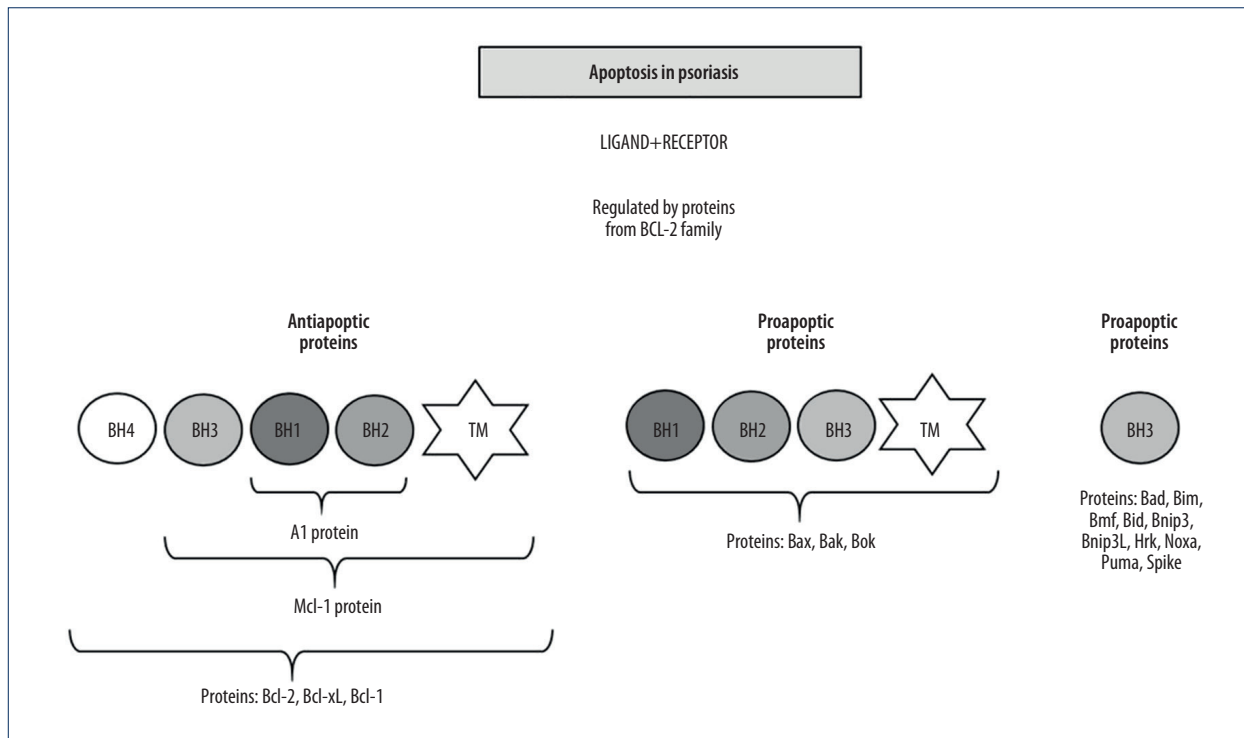 Apoptosis in psoriasis
LIGAND+RECEPTOR
Regulated by proteins
from BCL-2 family
Antiapoptic
proteins
BH4
BH3
BH1
BH2
TM
A1 protein
Mcl-1 protein
Proteins: Bcl-2, Bcl-xL, Bcl-1
Proapoptic
proteins
BH1
BH2
BH3
TM
Proteins: Bax, Bak, Bok
Proapoptic
proteins
BH3
Proteins: Bad, Bim,
Bmf, Bid, Bnip3,
Bnip3L, Hrk, Noxa,
Puma, Spike